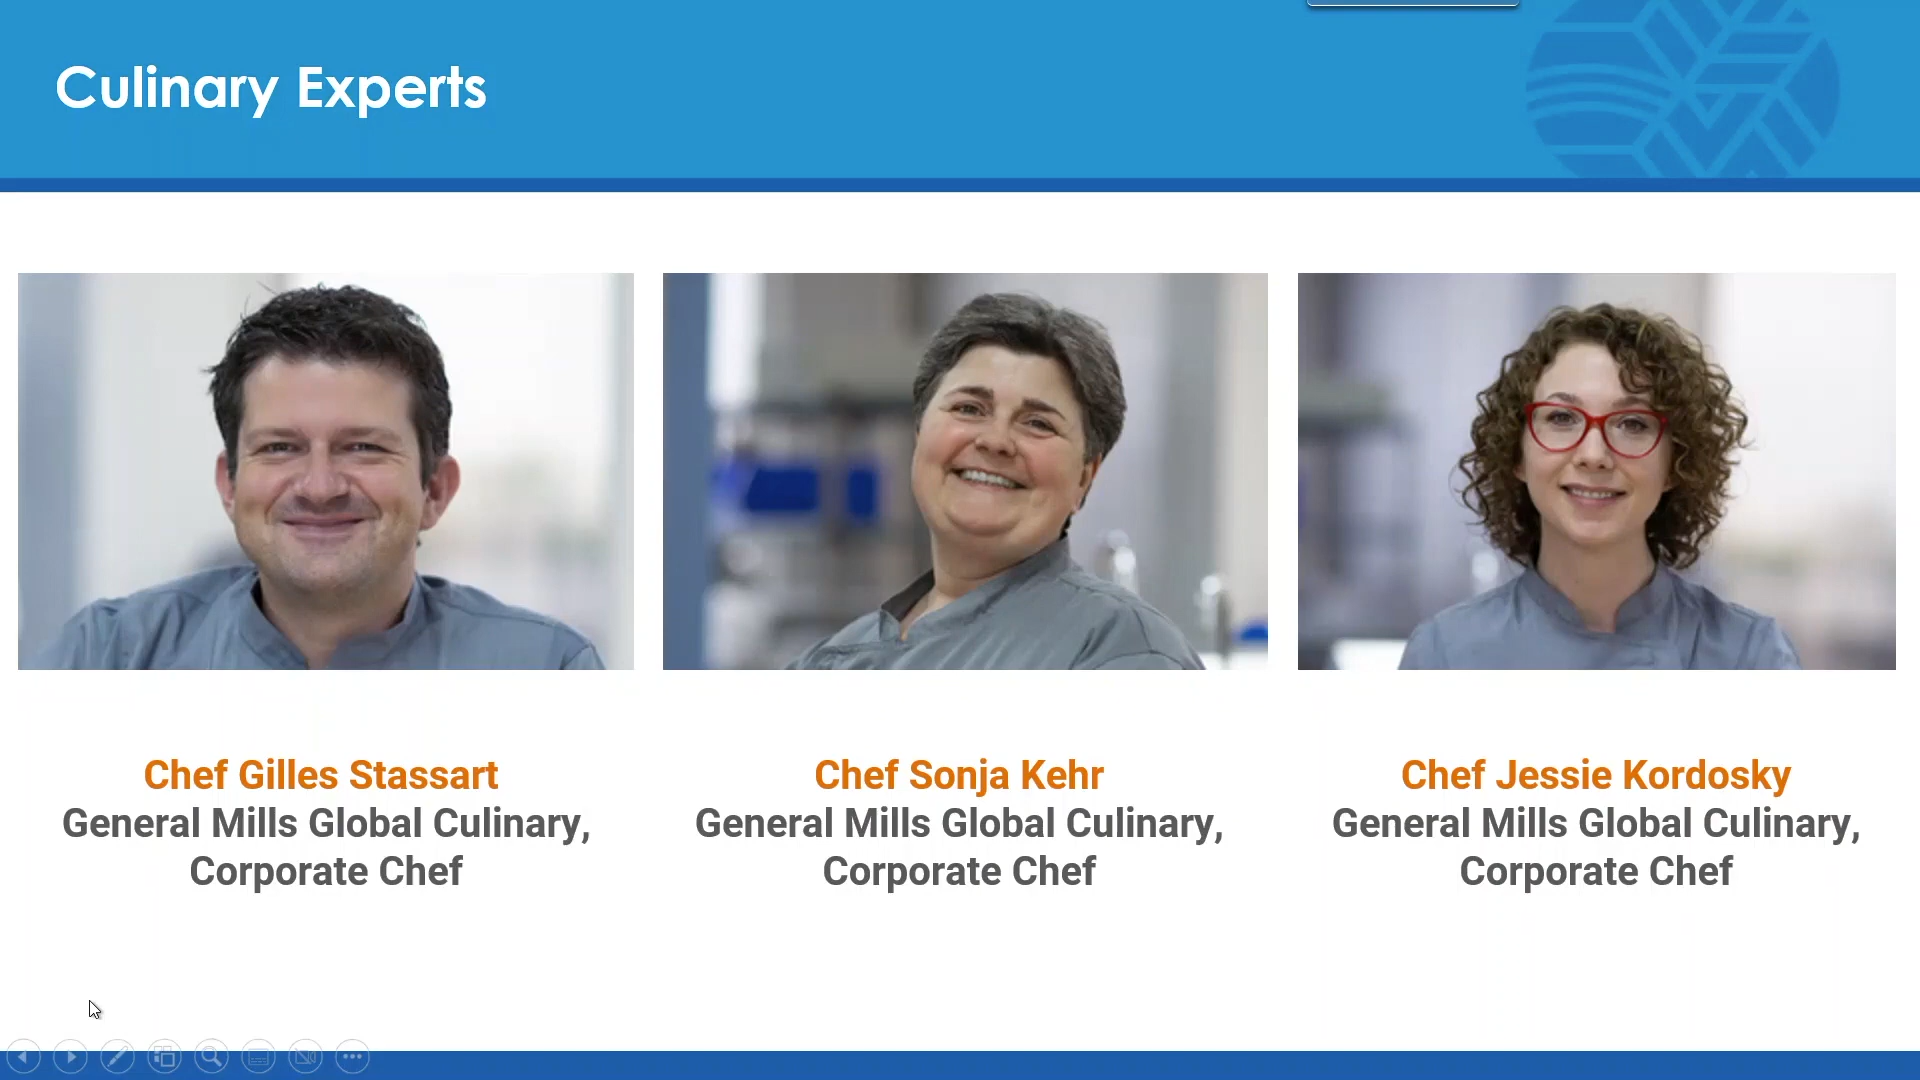 Culinary Experts
Chef Gilles Stassart
General Mills Global Culinary,
Corporate Chef
Chef Sonja Kehr
General Mills Global Culinary,
Corporate Chef
Chef Jessie Kordosky
General Mills Global Culinary,
Corporate Chef